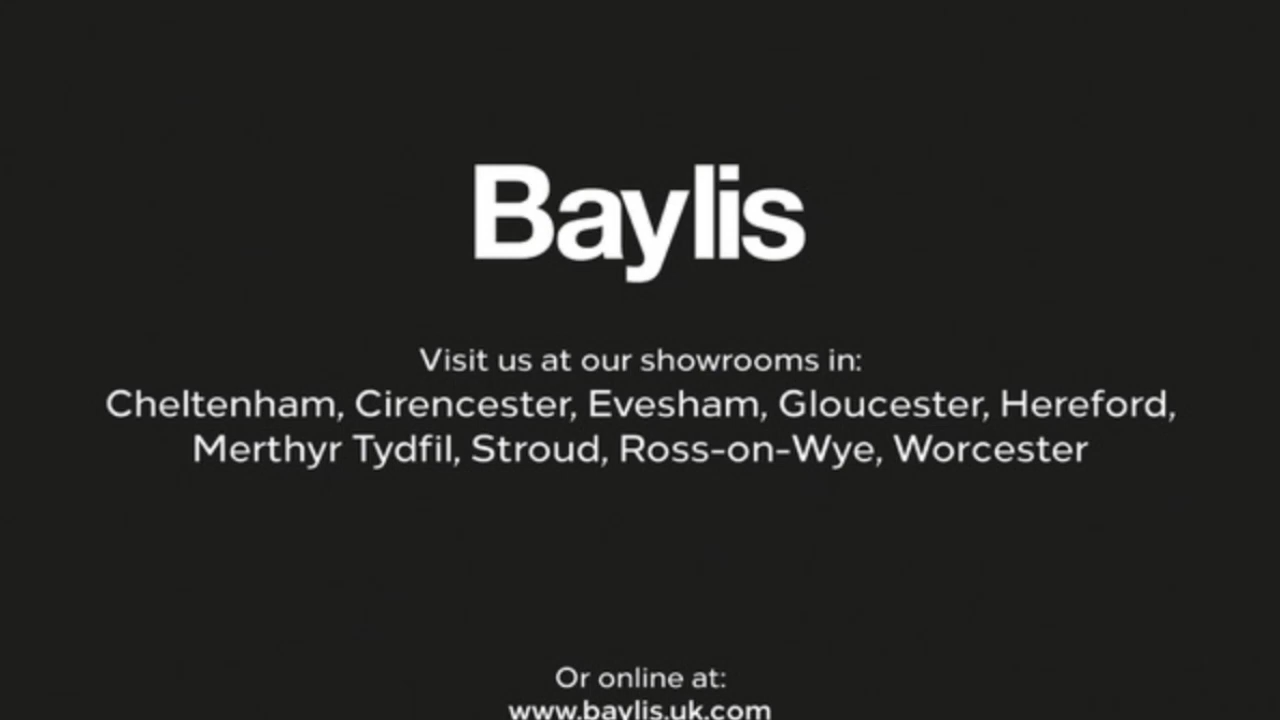 Baylis
Visit us at our showrooms in:
Cheltenham, Cirencester, Evesham, Gloucester, Hereford,
Merthyr Tydfil, Stroud, Ross-on-Wye, Worcester
Or online at:
www.baylis.uk.com